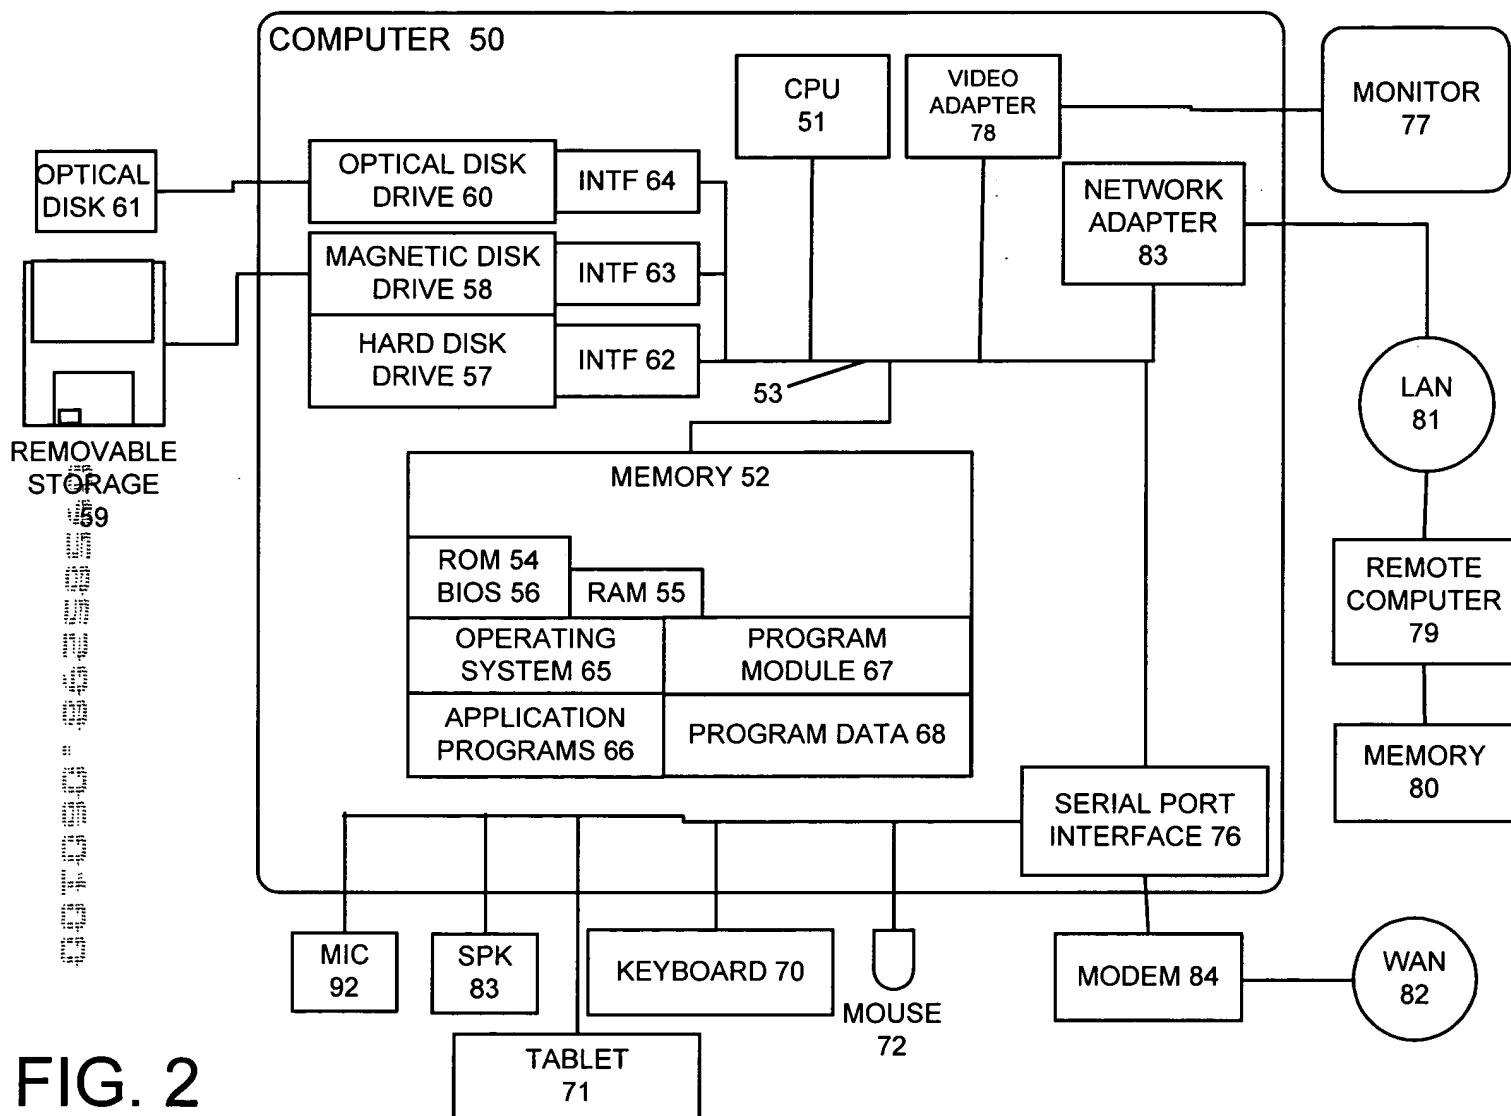 COMPUTER 50
CPU
51
VIDEO
ADAPTER
78
MONITOR
77
OPTICAL
DISK 61
OPTICAL DISK
DRIVE 60
INTF 64
NETWORK
ADAPTER
83
MAGNETIC DISK
DRIVE 58
INTF 63
HARD DISK
DRIVE 57
INTF 62
53
LAN
81
REMOVABLE
STORAGE
59
MEMORY 52
ROM 54
BIOS 56
RAM 55
OPERATING
SYSTEM 65
PROGRAM
MODULE 67
APPLICATION
PROGRAMS 66
PROGRAM DATA 68
REMOTE
COMPUTER
79
MEMORY
80
SERIAL PORT
INTERFACE 76
MIC
92
SPK
83
KEYBOARD 70
MOUSE
72
MODEM 84
WAN
82
TABLET
71
FIG. 2